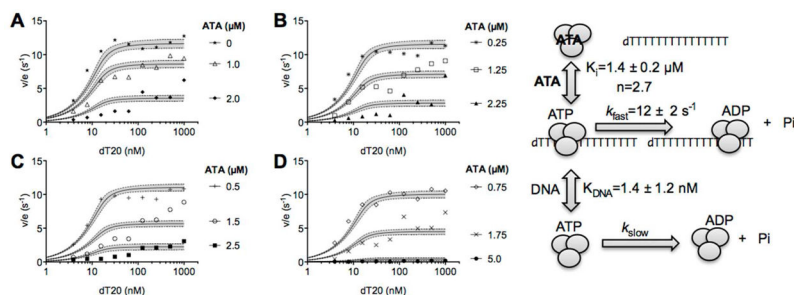 A
ATA (µM)
v/e (s⁻¹)
15
10
5
0
1
10
100
1000
dT20 (nM)
0
1.0
2.0
B
ATA (µM)
15
10
5
0
1
10
100
1000
dT20 (nM)
0.25
1.25
2.25
C
ATA (µM)
v/e (s⁻¹)
15
10
5
0
1
10
100
1000
dT20 (nM)
0.5
1.5
2.5
D
ATA (µM)
15
10
5
0
1
10
100
1000
dT20 (nM)
0.75
1.75
5.0
ATA
dTTTTTTTTTTTTTT
ATA
Ki=1.4 ± 0.2 µM
n=2.7
ATP
kfast=12 ± 2 s⁻¹
ADP
+ Pi
DNA
KDNA=1.4 ± 1.2 nM
ATP
kslow
ADP
+ Pi